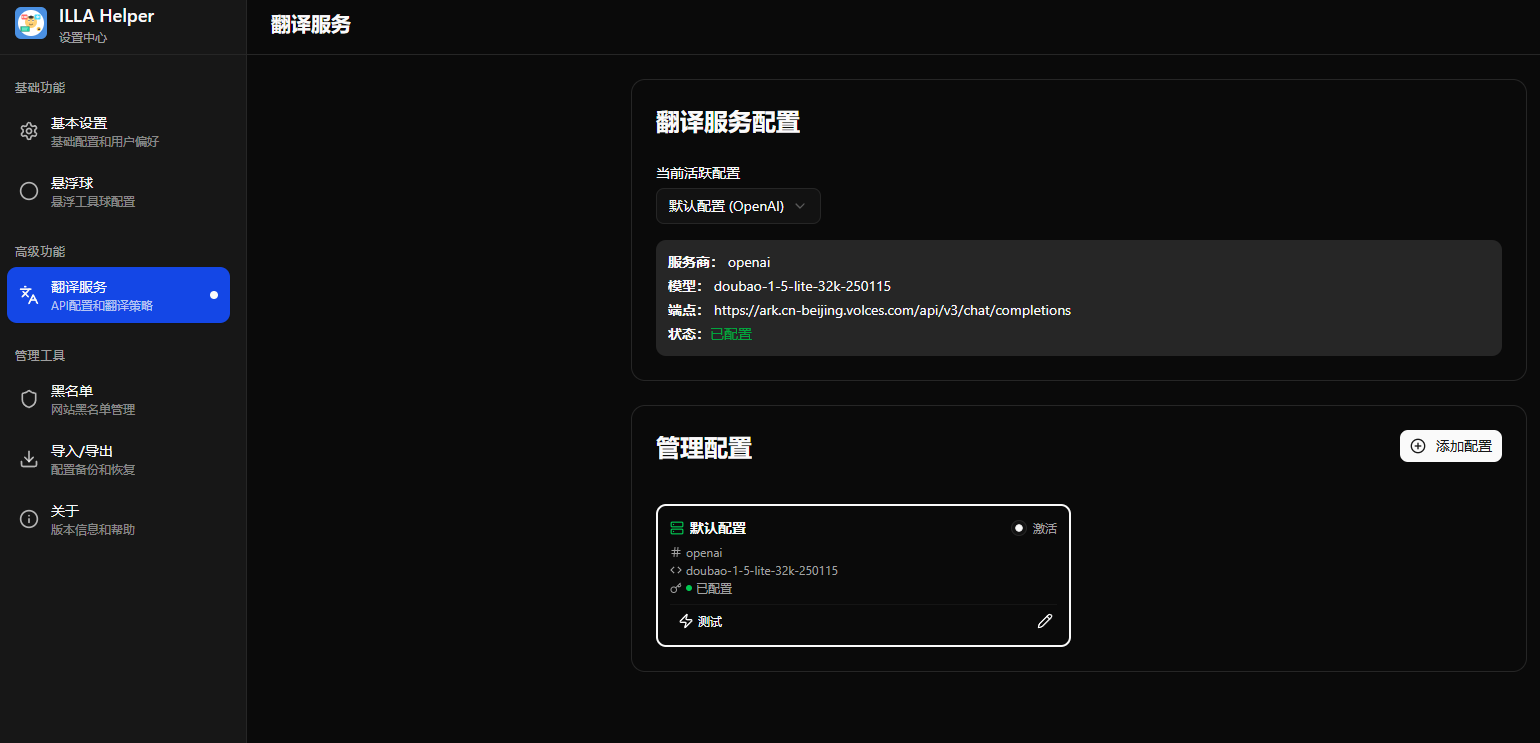 ILLA Helper
设置中心
基础功能
基本设置
基础配置和用户偏好
悬浮球
悬浮工具球配置
高级功能
翻译服务
API配置和翻译策略
管理工具
黑名单
网站黑名单管理
导入/导出
配置备份和恢复
关于
版本信息和帮助
翻译服务
翻译服务配置
当前活跃配置
默认配置 (OpenAI)
服务商： openai
模型： doubao-1-5-lite-32k-250115
端点： https://ark.cn-beijing.volces.com/api/v3/chat/completions
状态： 已配置
管理配置
添加配置
默认配置
激活
openai
doubao-1-5-lite-32k-250115
已配置
测试